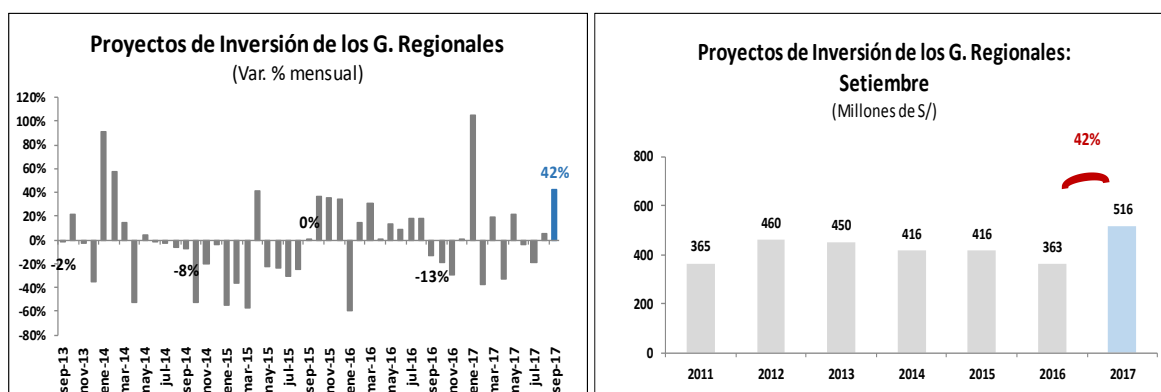 Proyectos de Inversión de los G. Regionales
(Var. % mensual)
120%
100%
80%
60%
40%
20%
0%
-20%
-40%
-60%
-80%
-2%
-8%
0%
-13%
42%
sep-13
nov-13
ene-14
mar-14
may-14
jul-14
sep-14
nov-14
ene-15
mar-15
may-15
jul-15
sep-15
nov-15
ene-16
mar-16
may-16
jul-16
sep-16
nov-16
ene-17
mar-17
may-17
jul-17
sep-17
Proyectos de Inversión de los G. Regionales:
Setiembre
(Millones de S/)
42%
800
600
400
200
0
365
460
450
416
416
363
516
2011
2012
2013
2014
2015
2016
2017